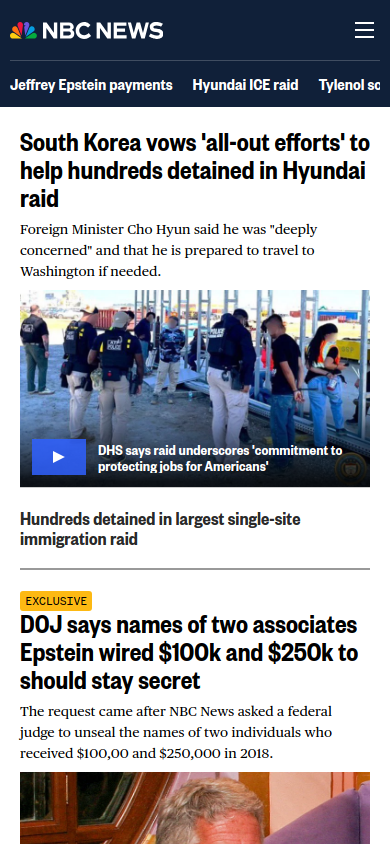 NBC NEWS
Jeffrey Epstein payments Hyundai ICE raid Tylenol sc
South Korea vows 'all-out efforts' to
help hundreds detained in Hyundai
raid
Foreign Minister Cho Hyun said he was "deeply
concerned" and that he is prepared to travel to
Washington if needed.
DHS says raid underscores 'commitment to
protecting jobs for Americans'
Hundreds detained in largest single-site
immigration raid
EXCLUSIVE
DOJ says names of two associates
Epstein wired $100k and $250k to
should stay secret
The request came after NBC News asked a federal
judge to unseal the names of two individuals who
received $100,00 and $250,000 in 2018.